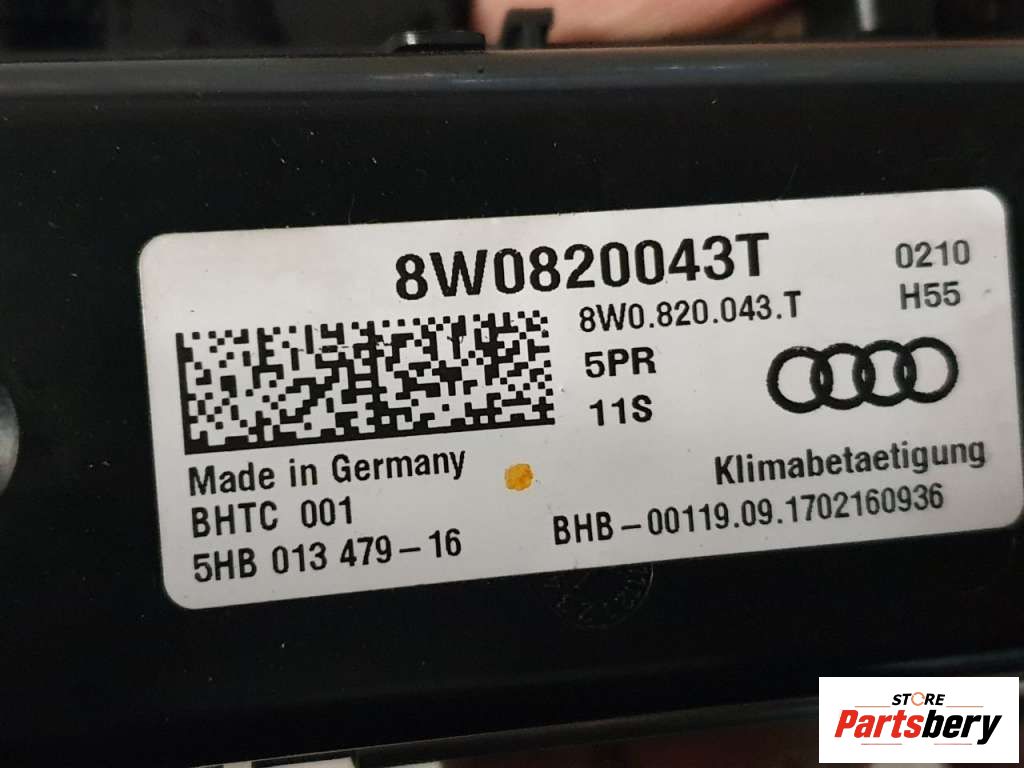 8W0820043T
0210
8W0.820.043.T
H55
5PR
11S
Made in Germany
Klimabetaetigung
BHTC 001
BHB-00119.09.1702160936
5HB 013 479-16
STORE
Partsbery